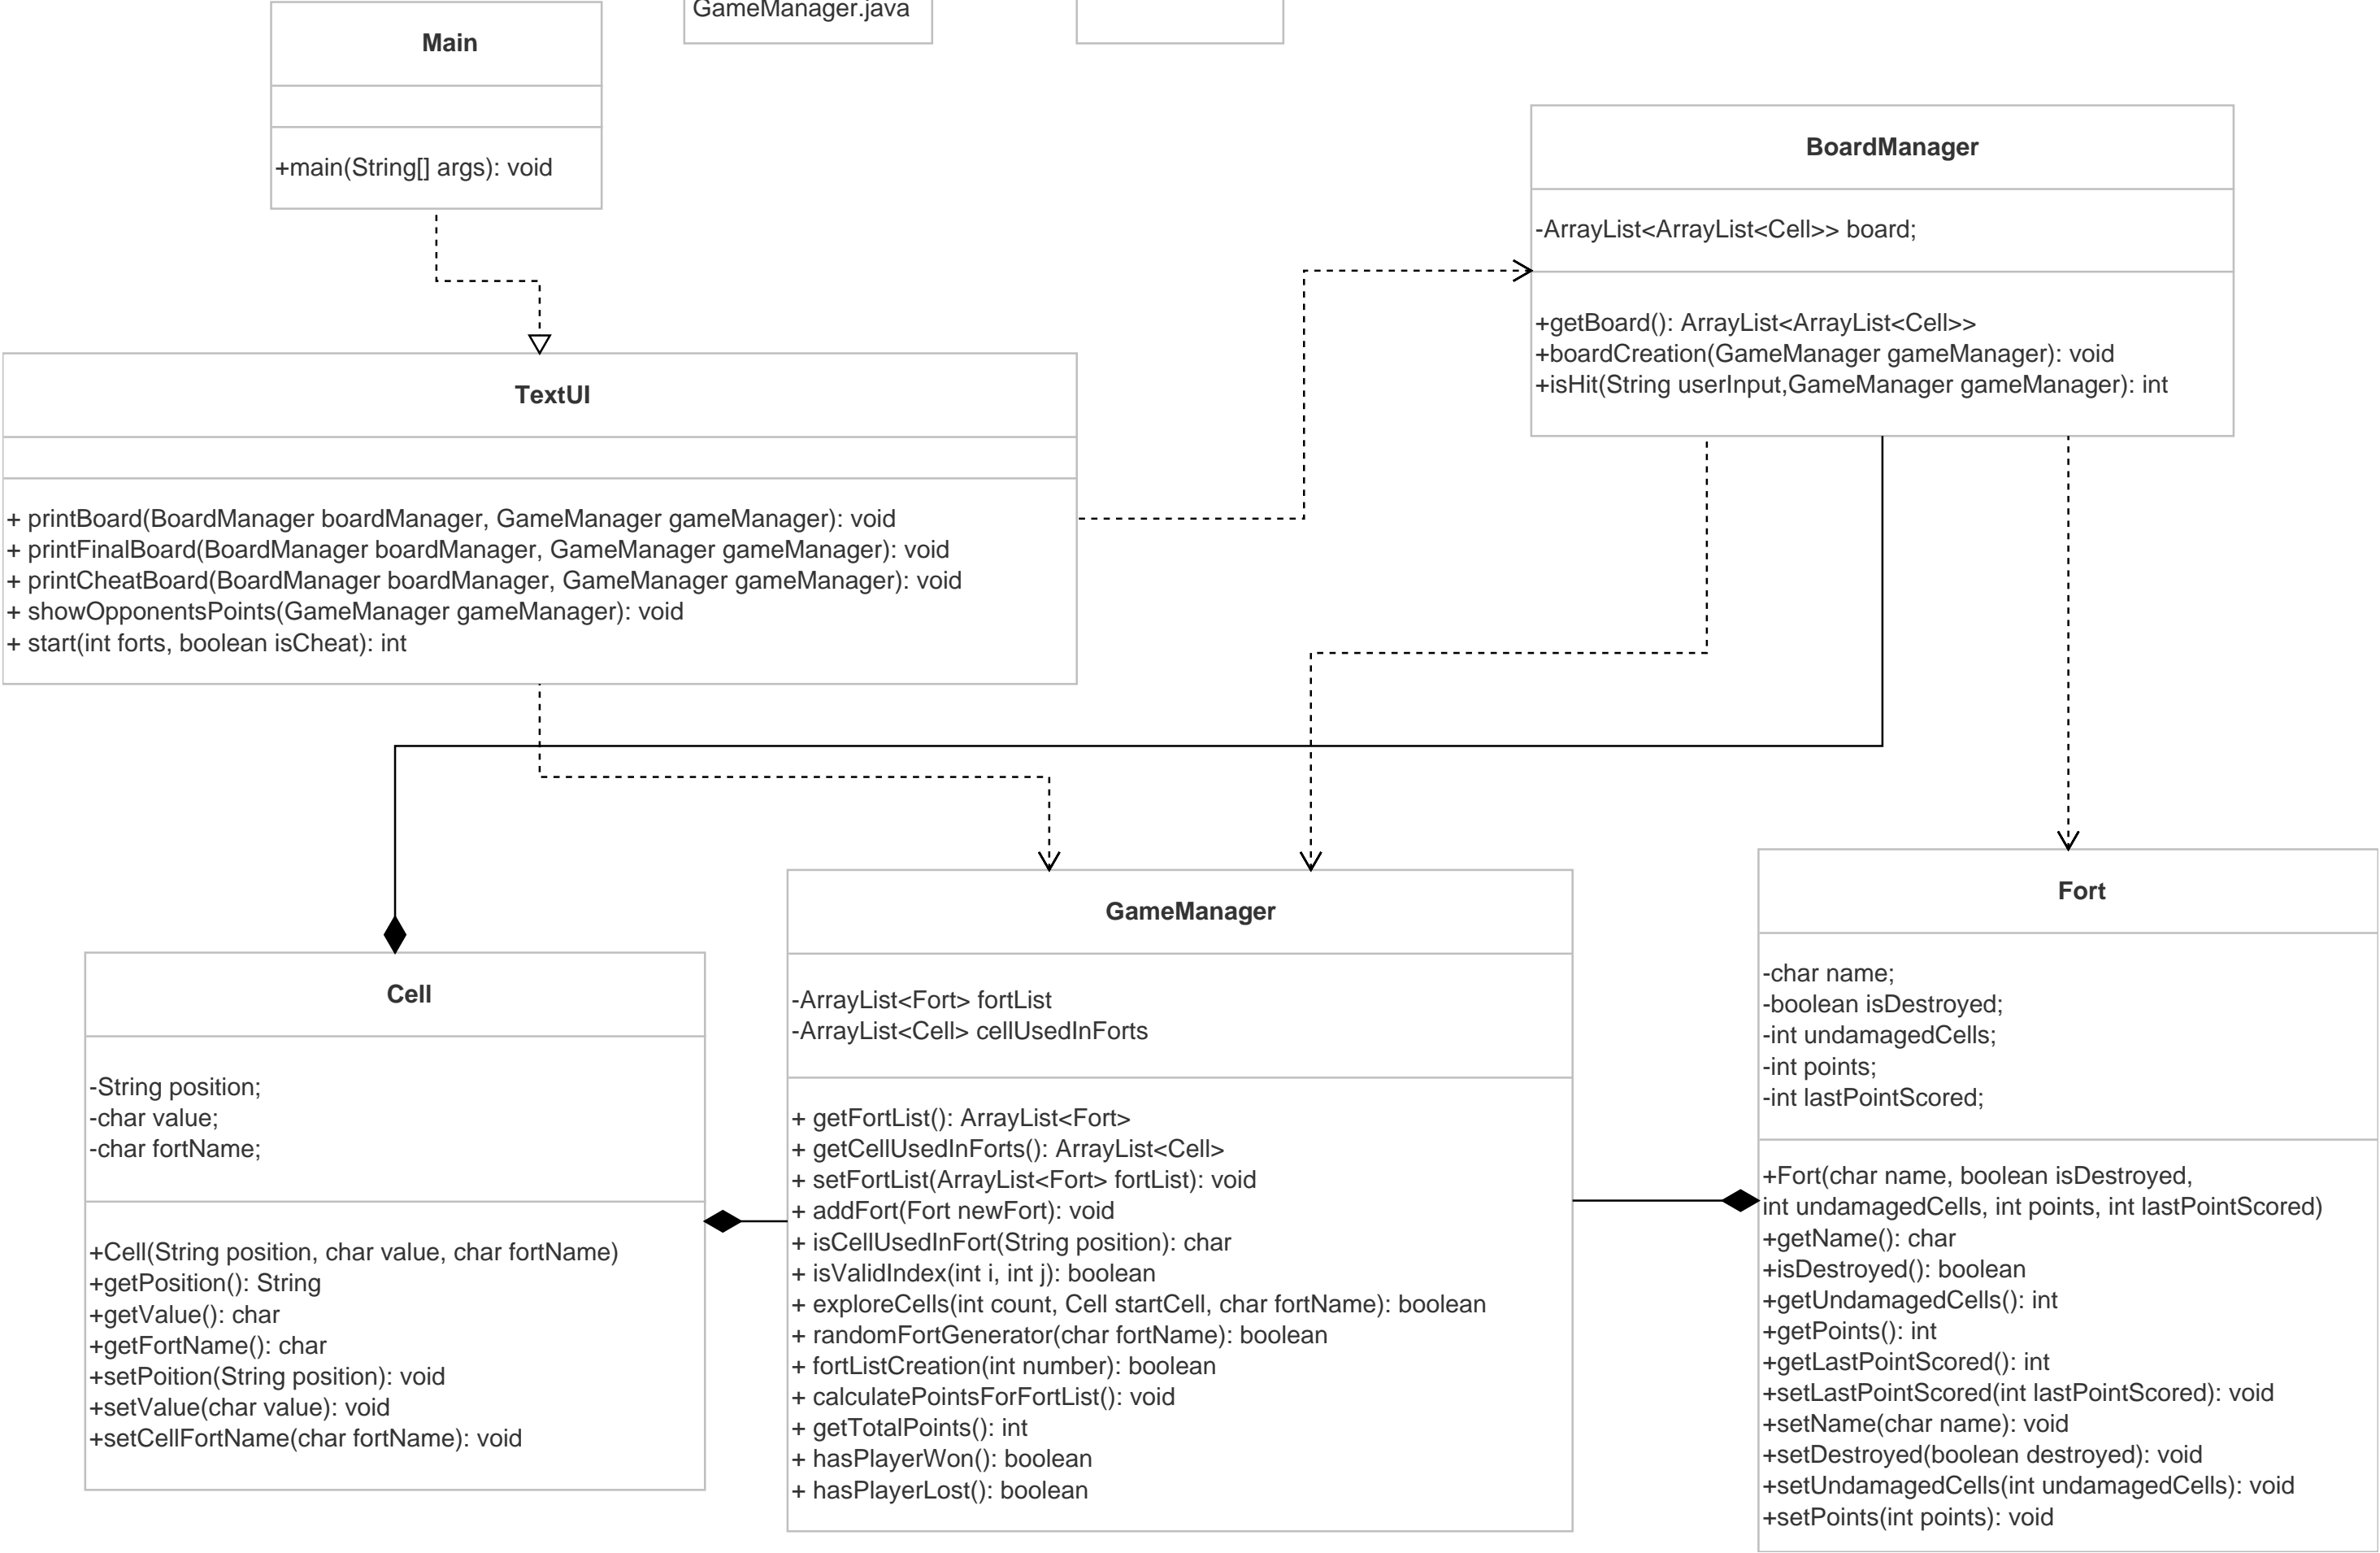 GameManager.java
Main
+main(String[] args): void
BoardManager
-ArrayList<ArrayList<Cell>> board;
+getBoard(): ArrayList<ArrayList<Cell>>
+boardCreation(GameManager gameManager): void
+isHit(String userInput,GameManager gameManager): int
TextUI
+ printBoard(BoardManager boardManager, GameManager gameManager): void
+ printFinalBoard(BoardManager boardManager, GameManager gameManager): void
+ printCheatBoard(BoardManager boardManager, GameManager gameManager): void
+ showOpponentsPoints(GameManager gameManager): void
+ start(int forts, boolean isCheat): int
Cell
-String position;
-char value;
-char fortName;
+Cell(String position, char value, char fortName)
+getPosition(): String
+getValue(): char
+getFortName(): char
+setPoition(String position): void
+setValue(char value): void
+setCellFortName(char fortName): void
GameManager
-ArrayList<Fort> fortList
-ArrayList<Cell> cellUsedInForts
+ getFortList(): ArrayList<Fort>
+ getCellUsedInForts(): ArrayList<Cell>
+ setFortList(ArrayList<Fort> fortList): void
+ addFort(Fort newFort): void
+ isCellUsedInFort(String position): char
+ isValidIndex(int i, int j): boolean
+ exploreCells(int count, Cell startCell, char fortName): boolean
+ randomFortGenerator(char fortName): boolean
+ fortListCreation(int number): boolean
+ calculatePointsForFortList(): void
+ getTotalPoints(): int
+ hasPlayerWon(): boolean
+ hasPlayerLost(): boolean
Fort
-char name;
-boolean isDestroyed;
-int undamagedCells;
-int points;
-int lastPointScored;
+Fort(char name, boolean isDestroyed,
int undamagedCells, int points, int lastPointScored)
+getName(): char
+isDestroyed(): boolean
+getUndamagedCells(): int
+getPoints(): int
+getLastPointScored(): int
+setLastPointScored(int lastPointScored): void
+setName(char name): void
+setDestroyed(boolean destroyed): void
+setUndamagedCells(int undamagedCells): void
+setPoints(int points): void